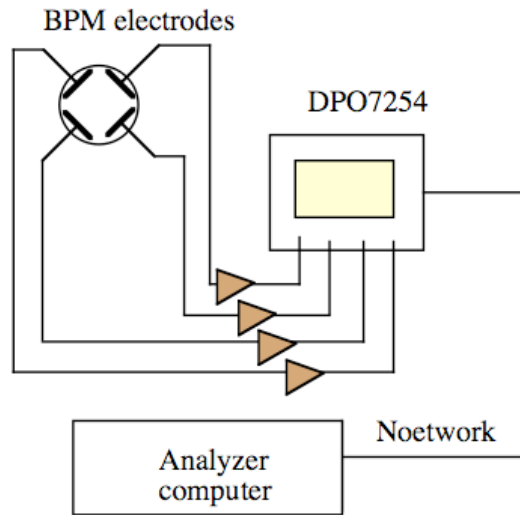 BPM electrodes
DPO7254
Noetwork
Analyzer
computer